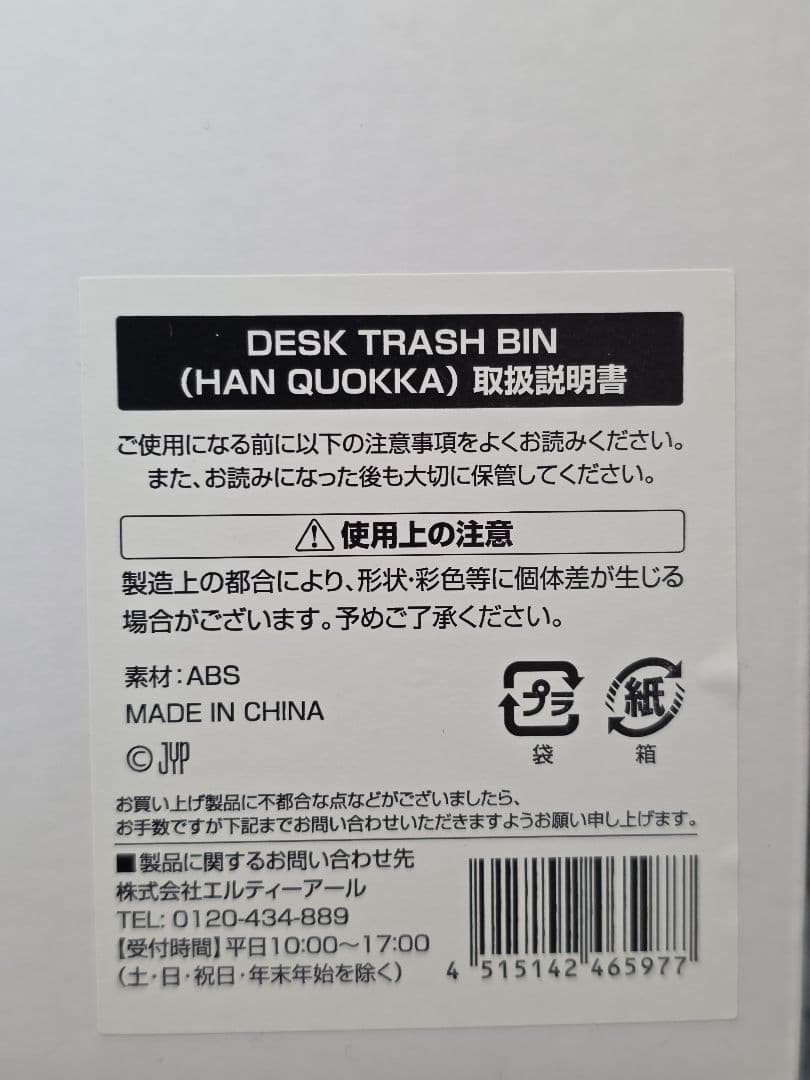 DESK TRASH BIN
（HAN QUOKKA）取扱説明書
ご使用になる前に以下の注意事項をよくお読みください。
また、お読みになった後も大切に保管してください。
使用上の注意
製造上の都合により、形状・彩色等に個体差が生じる
場合がございます。予めご了承ください。
素材：ABS
MADE IN CHINA
© JYP
プラ
袋
紙
箱
お買い上げ製品に不都合な点などがございましたら、
お手数ですが下記までお問い合わせいただきますようお願い申し上げます。
■製品に関するお問い合わせ先
株式会社エルティーアール
TEL: 0120-434-889
【受付時間】平日10:00～17:00
（土・日・祝日・年末年始を除く）
4 515142 465977